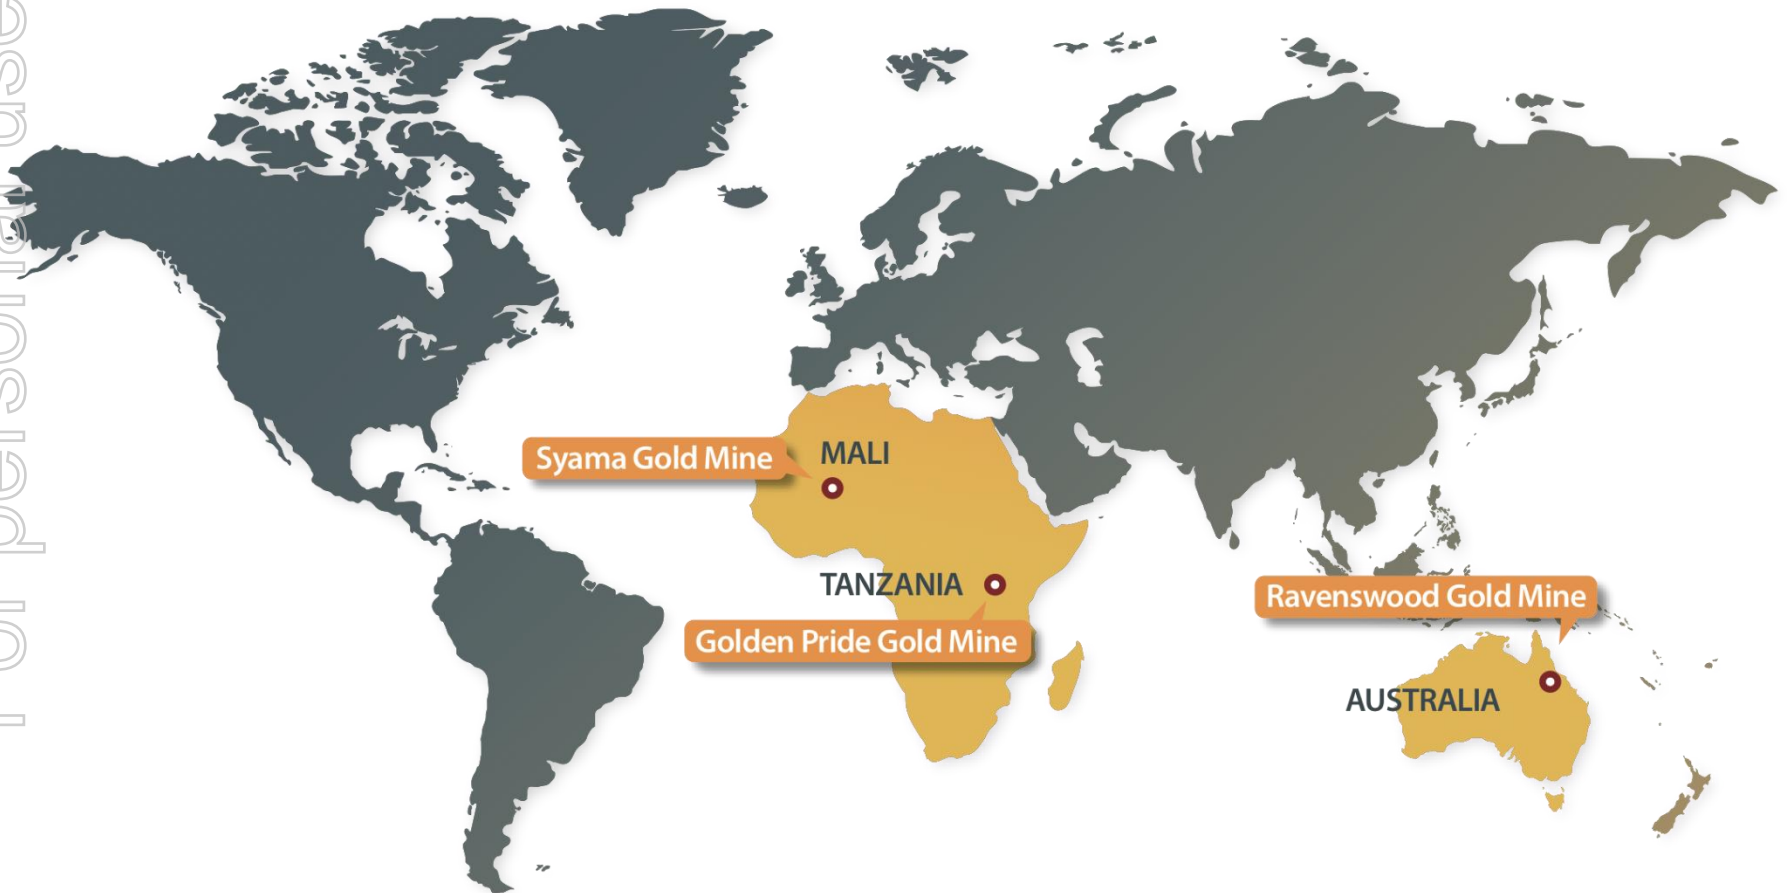 For personal use
Syama Gold Mine
MALI
TANZANIA
Golden Pride Gold Mine
Ravenswood Gold Mine
AUSTRALIA